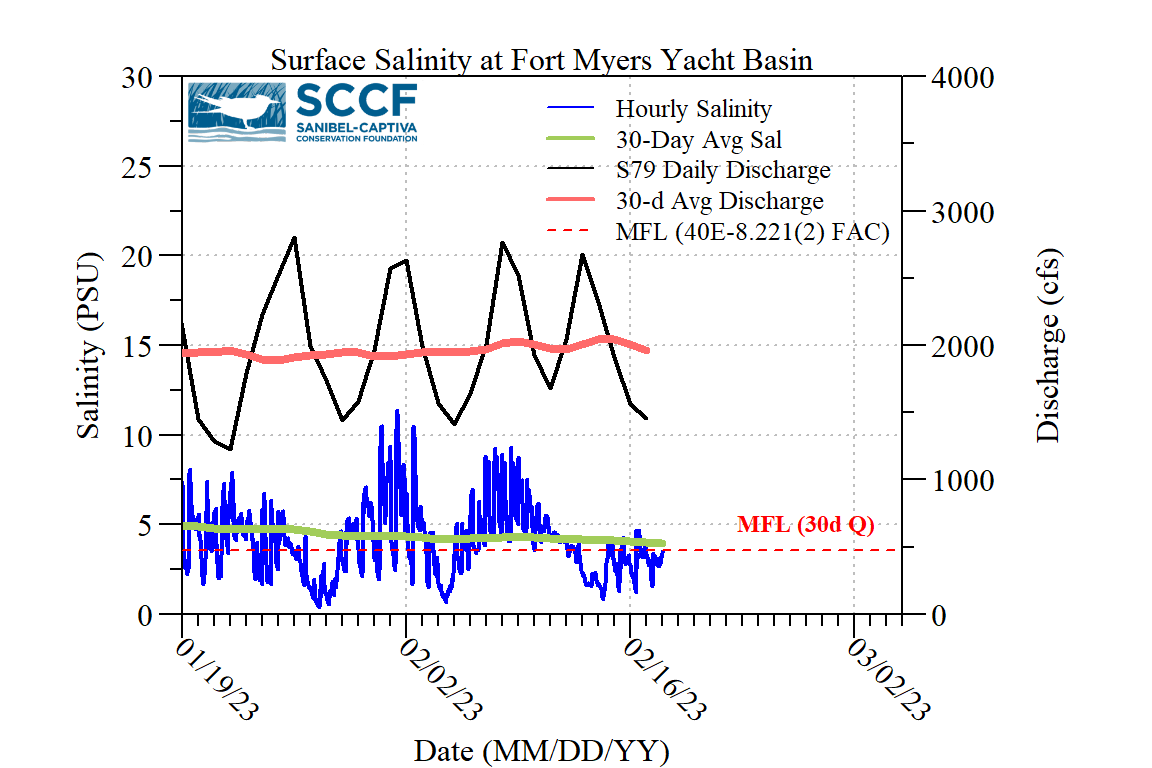 Surface Salinity at Fort Myers Yacht Basin
SCCF
SANIBEL-CAPTIVA
CONSERVATION FOUNDATION
Hourly Salinity
30-Day Avg Sal
S79 Daily Discharge
30-d Avg Discharge
MFL (40E-8.221(2) FAC)
30
25
20
15
10
5
0
Salinity (PSU)
4000
3000
2000
1000
0
Discharge (cfs)
MFL (30d Q)
01/19/23
02/02/23
02/16/23
03/02/23
Date (MM/DD/YY)